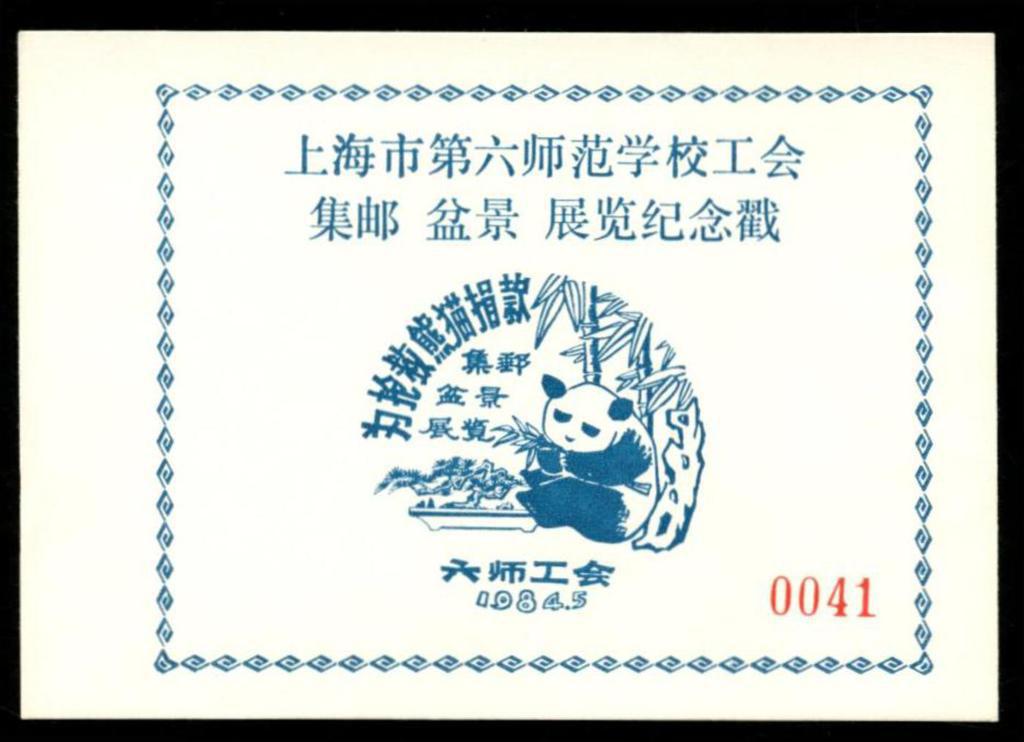 上海市第六师范学校工会
集邮 盆景 展览纪念戳
为抢救熊猫捐款
集郵
盆景
展覧
六师工会
1984.5
0041